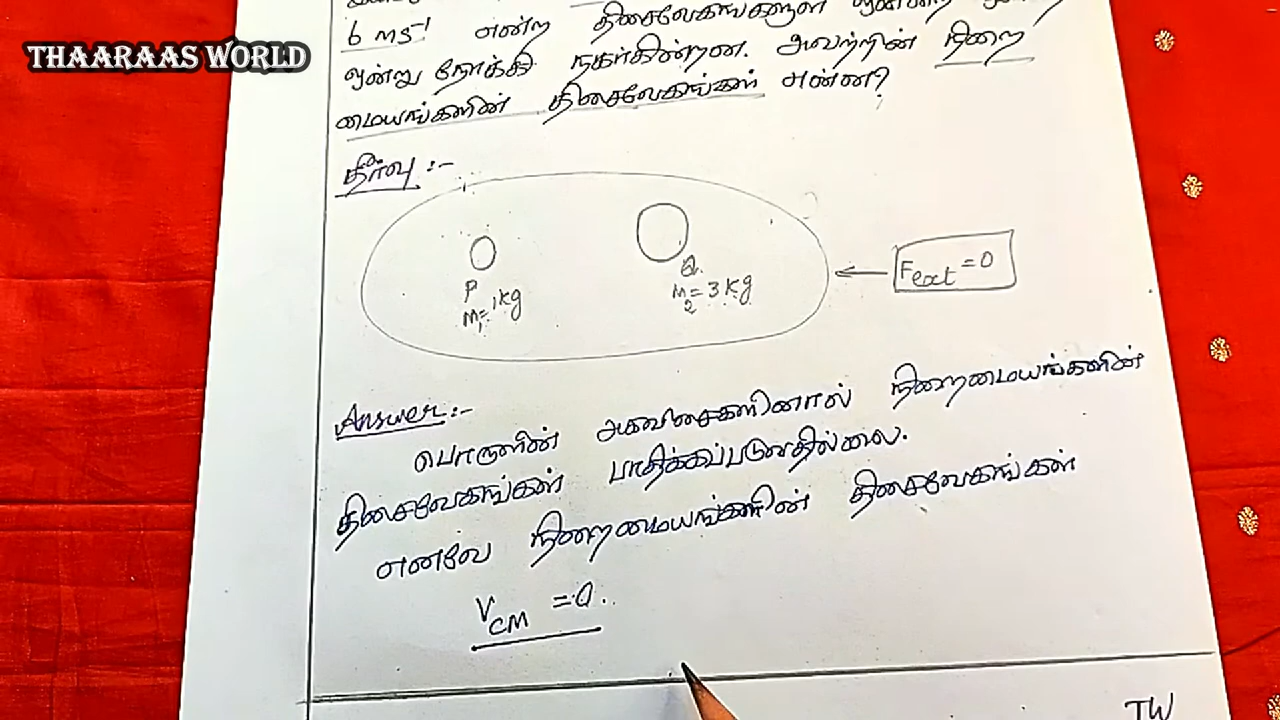 6 ms⁻¹ என்ற திசைவேகங்களுள்
THAARAAS WORLD
ஒன்று நோக்கி நகர்கின்றன. அவற்றின் நிறை
மையங்களின் திசைவேகங்கள் என்ன?
தீர்வு :-
P
m₁=1kg
Q.
m₂=3 kg
Fext =0
Answer :-
பொருளின் அகவிசைகளினால் நிறைமையங்களின்
திசைவேகங்கள் பாதிக்கப்படுவதில்லை.
எனவே நிறைமையங்களின் திசைவேகங்கள்
VCM =0.
TW